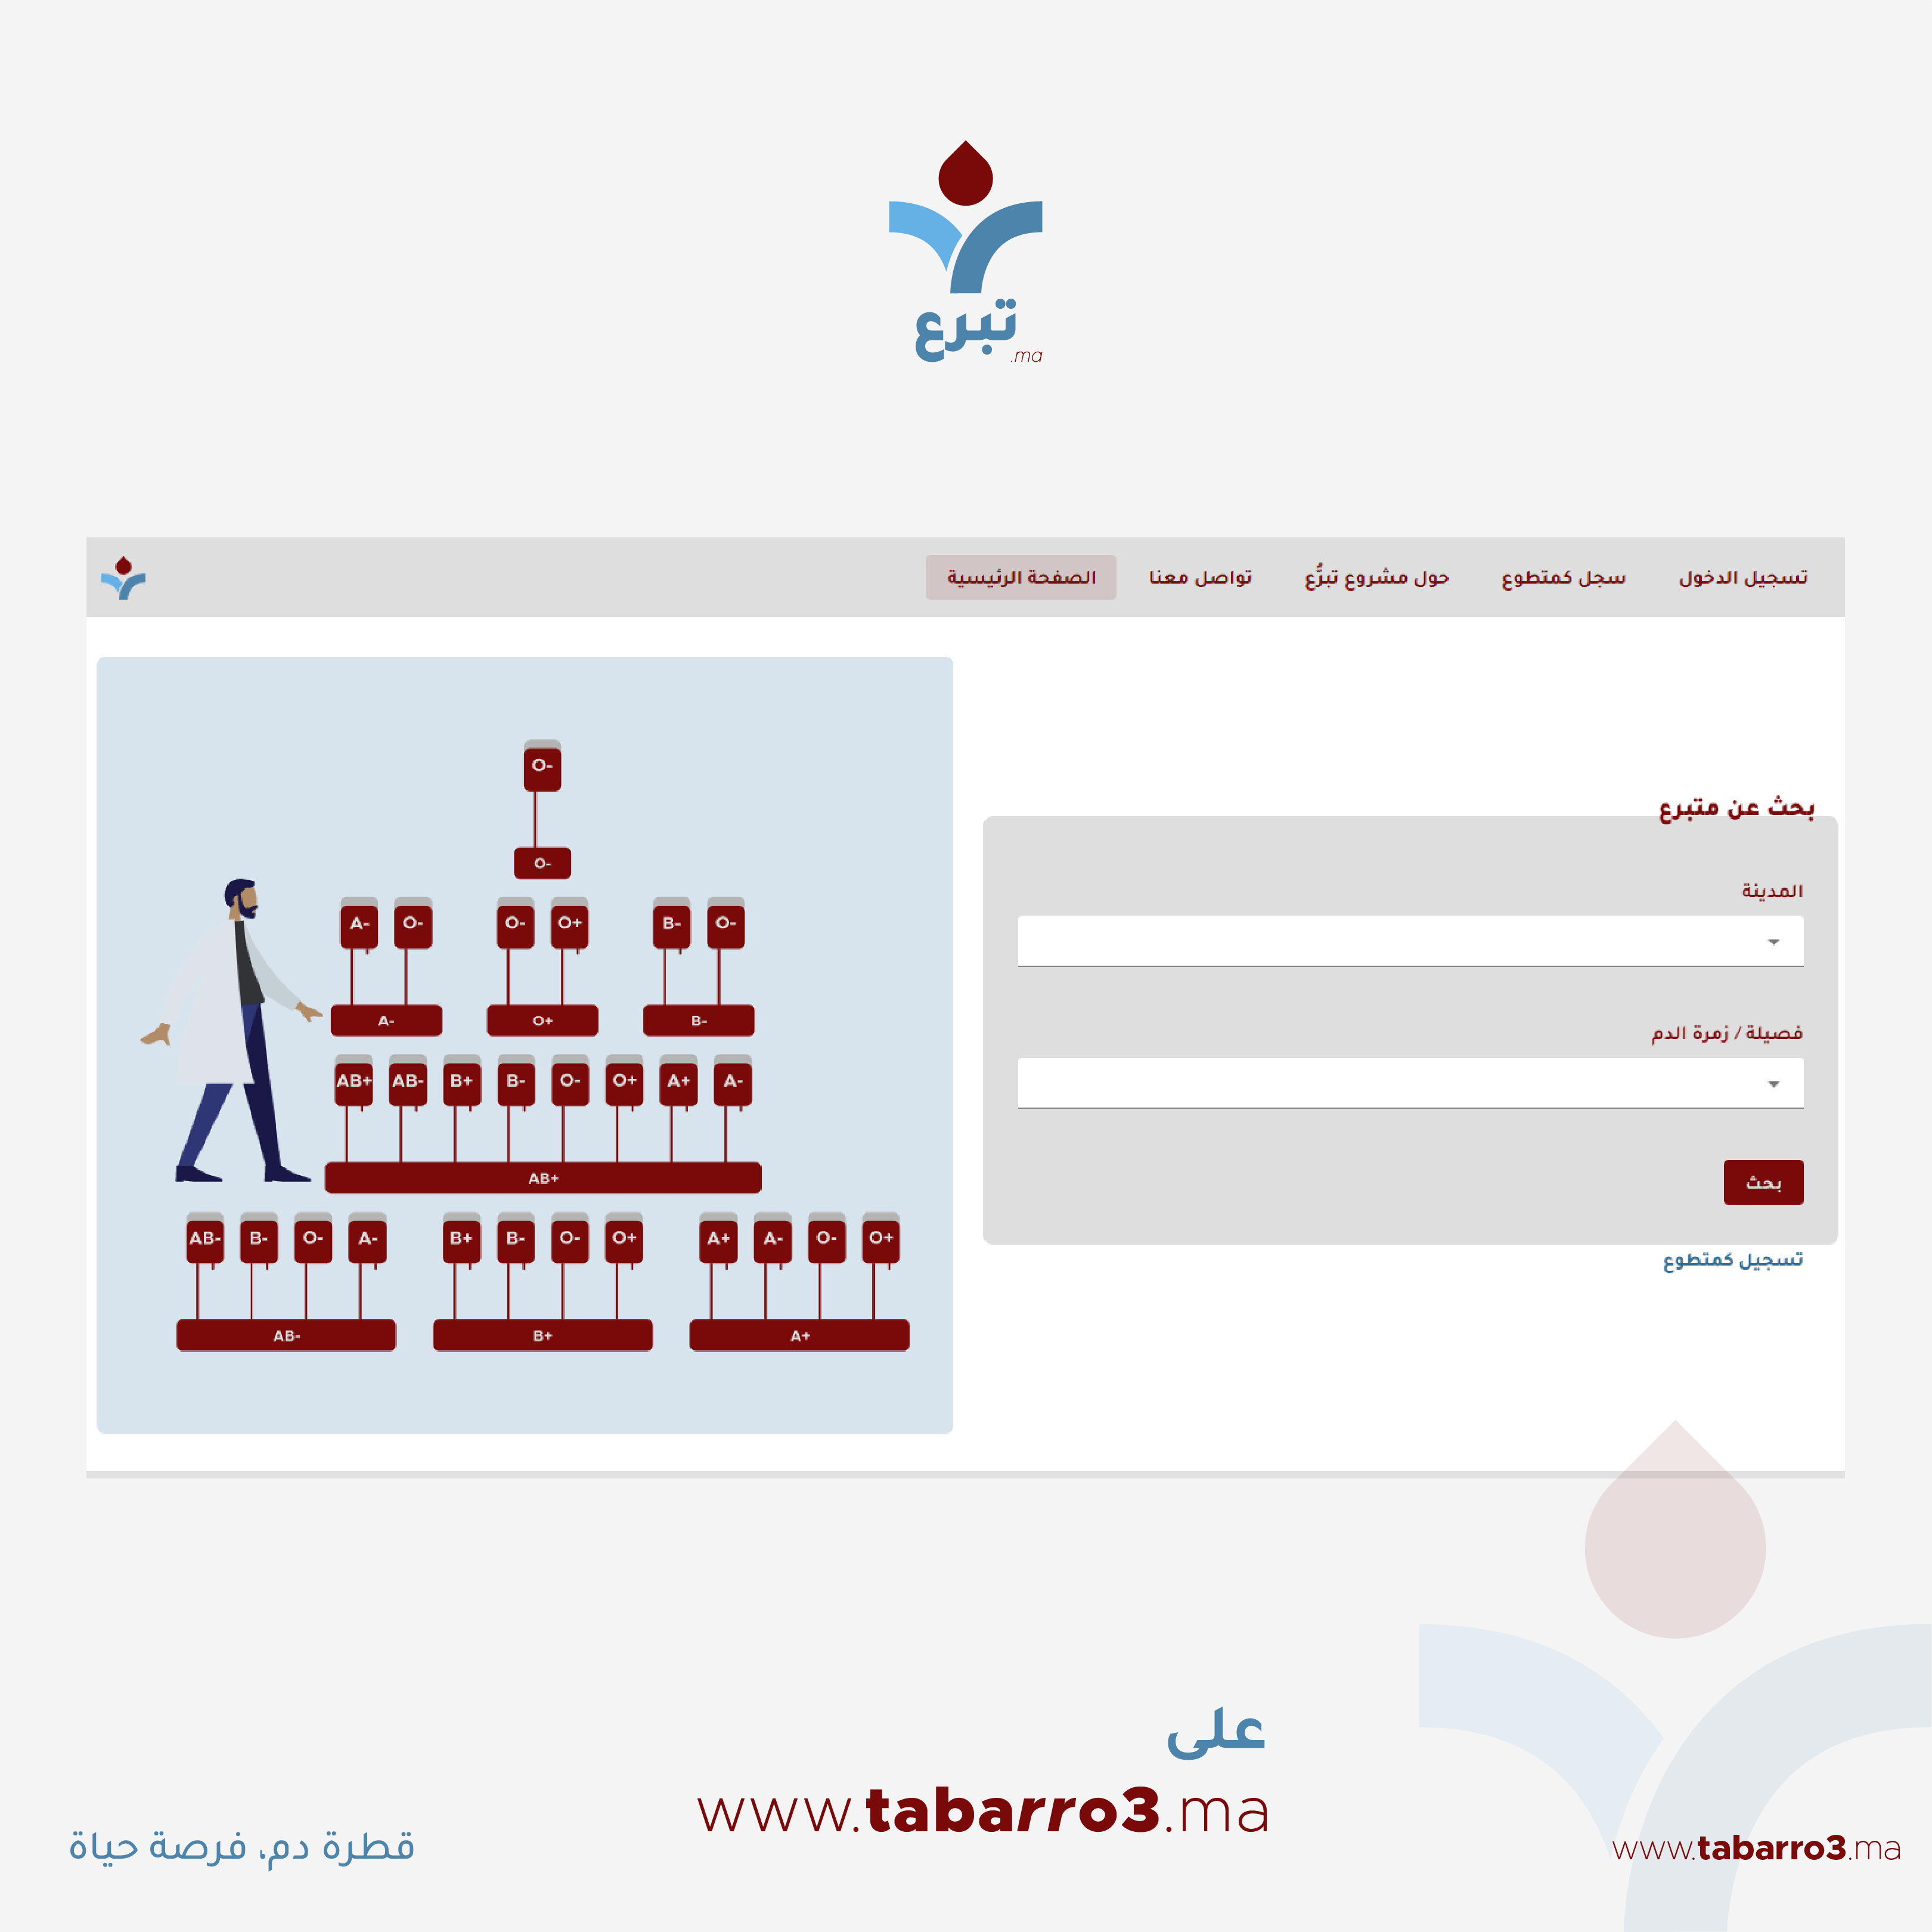 تبرع
.ma
تسجيل الدخول
سجل كمتطوع
حول مشروع تبرُّع
تواصل معنا
الصفحة الرئيسية
بحث عن متبرع
المدينة
فصيلة / زمرة الدم
بحث
تسجيل كمتطوع
O-
O-
A- O- O- O+ B- O-
A- O+ B-
AB+ AB- B+ B- O- O+ A+ A-
AB+
AB- B- O- A- B+ B- O- O+ A+ A- O- O+
AB- B+ A+
على
www.tabarro3.ma
قطرة دم, فرصة حياة
www.tabarro3.ma